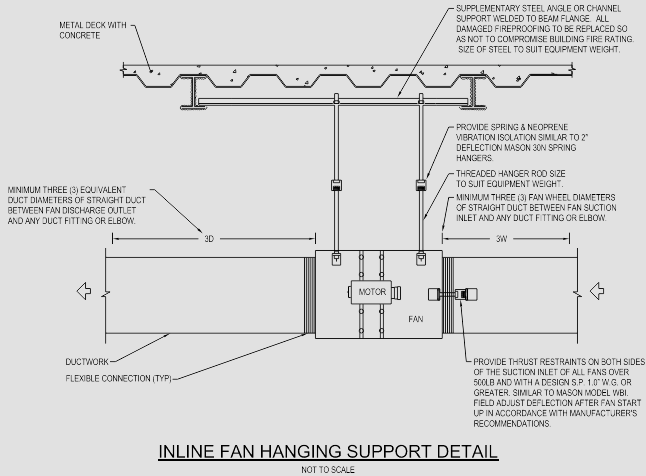 SUPPLEMENTARY STEEL ANGLE OR CHANNEL
SUPPORT WELDED TO BEAM FLANGE. ALL
DAMAGED FIREPROOFING TO BE REPLACED SO
AS NOT TO COMPROMISE BUILDING FIRE RATING.
SIZE OF STEEL TO SUIT EQUIPMENT WEIGHT.
METAL DECK WITH
CONCRETE
PROVIDE SPRING & NEOPRENE
VIBRATION ISOLATION SIMILAR TO 2"
DEFLECTION MASON 30N SPRING
HANGERS.
THREADED HANGER ROD SIZE
TO SUIT EQUIPMENT WEIGHT.
MINIMUM THREE (3) EQUIVALENT
DUCT DIAMETERS OF STRAIGHT DUCT
BETWEEN FAN DISCHARGE OUTLET
AND ANY DUCT FITTING OR ELBOW.
MINIMUM THREE (3) FAN WHEEL DIAMETERS
OF STRAIGHT DUCT BETWEEN FAN SUCTION
INLET AND ANY DUCT FITTING OR ELBOW.
3D
3W
MOTOR
FAN
DUCTWORK
FLEXIBLE CONNECTION (TYP)
PROVIDE THRUST RESTRAINTS ON BOTH SIDES
OF THE SUCTION INLET OF ALL FANS OVER
500LB AND WITH A DESIGN S.P. 1.0" W.G. OR
GREATER. SIMILAR TO MASON MODEL WBI.
FIELD ADJUST DEFLECTION AFTER FAN START
UP IN ACCORDANCE WITH MANUFACTURER'S
RECOMMENDATIONS.
INLINE FAN HANGING SUPPORT DETAIL
NOT TO SCALE